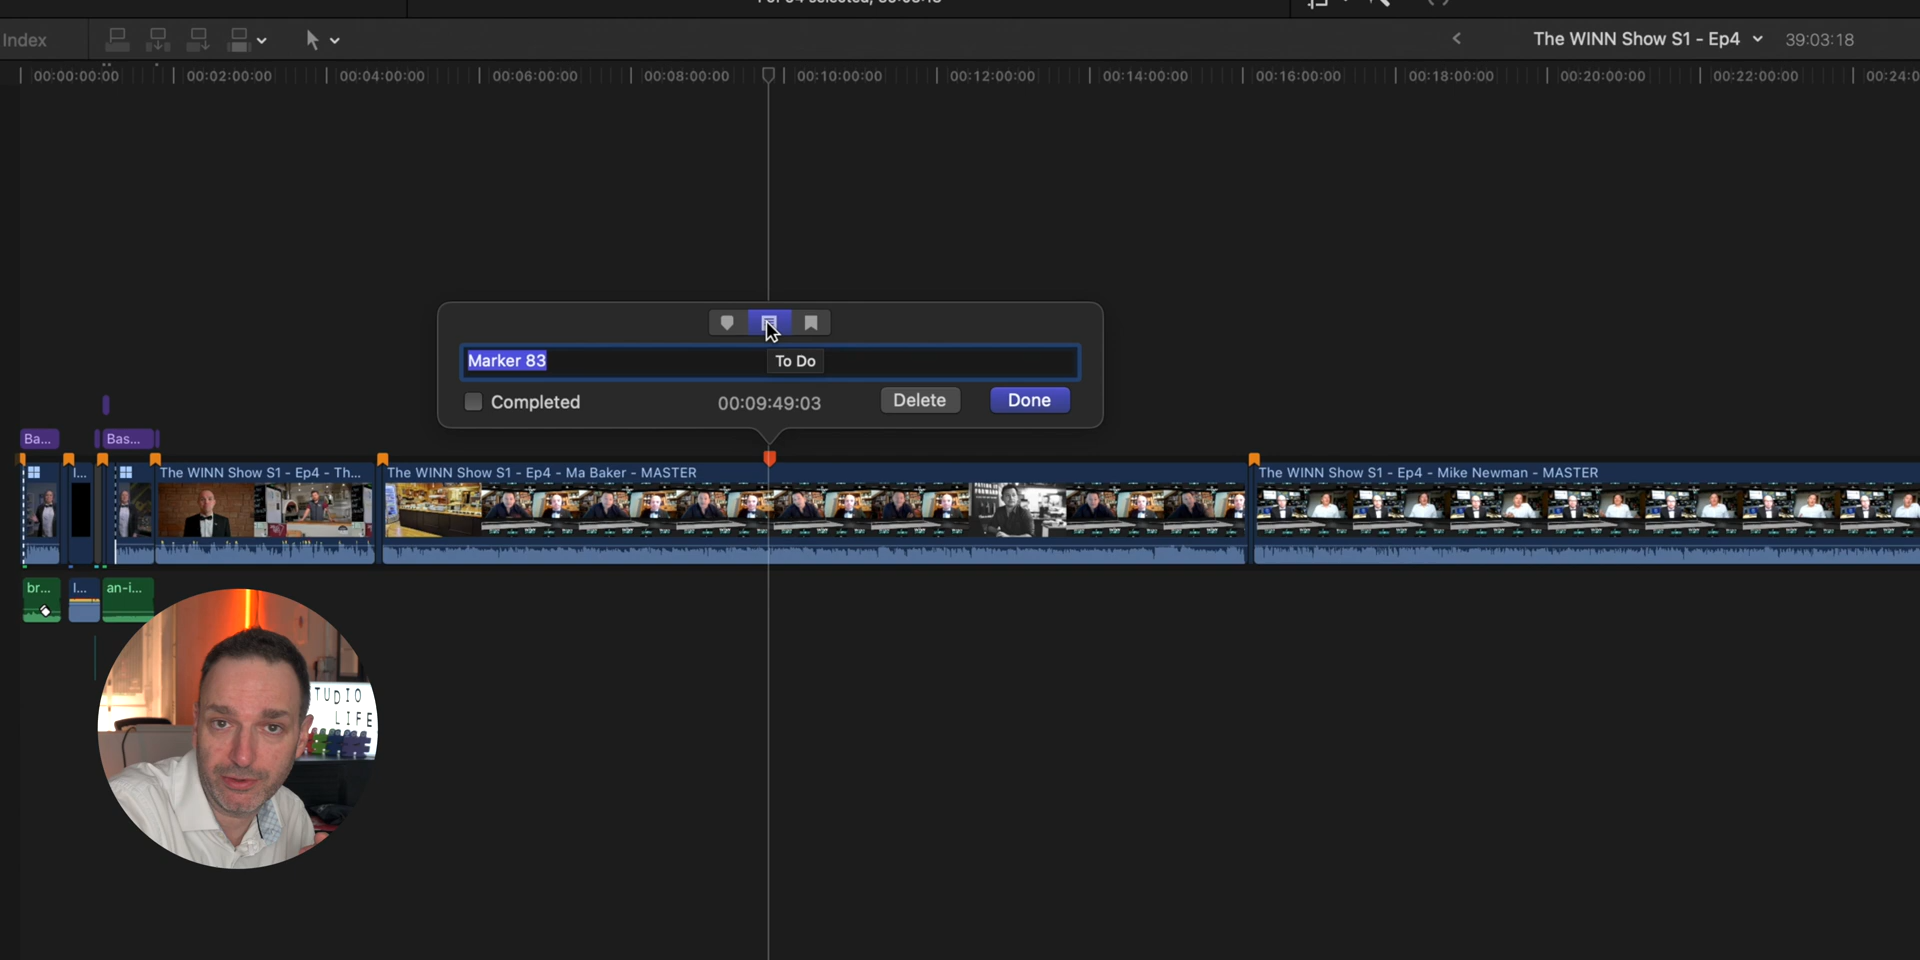 Index
The WINN Show S1 - Ep4
39:03:18
00:00:00:00
00:02:00:00
00:04:00:00
00:06:00:00
00:08:00:00
00:10:00:00
00:12:00:00
00:14:00:00
00:16:00:00
00:18:00:00
00:20:00:00
00:22:00:00
00:24:0
Marker 83
To Do
Completed
00:09:49:03
Delete
Done
Ba...
Bas...
I...
The WINN Show S1 - Ep4 - Th...
The WINN Show S1 - Ep4 - Ma Baker - MASTER
The WINN Show S1 - Ep4 - Mike Newman - MASTER
br...
I...
an-i...
TUDIO
LIFE